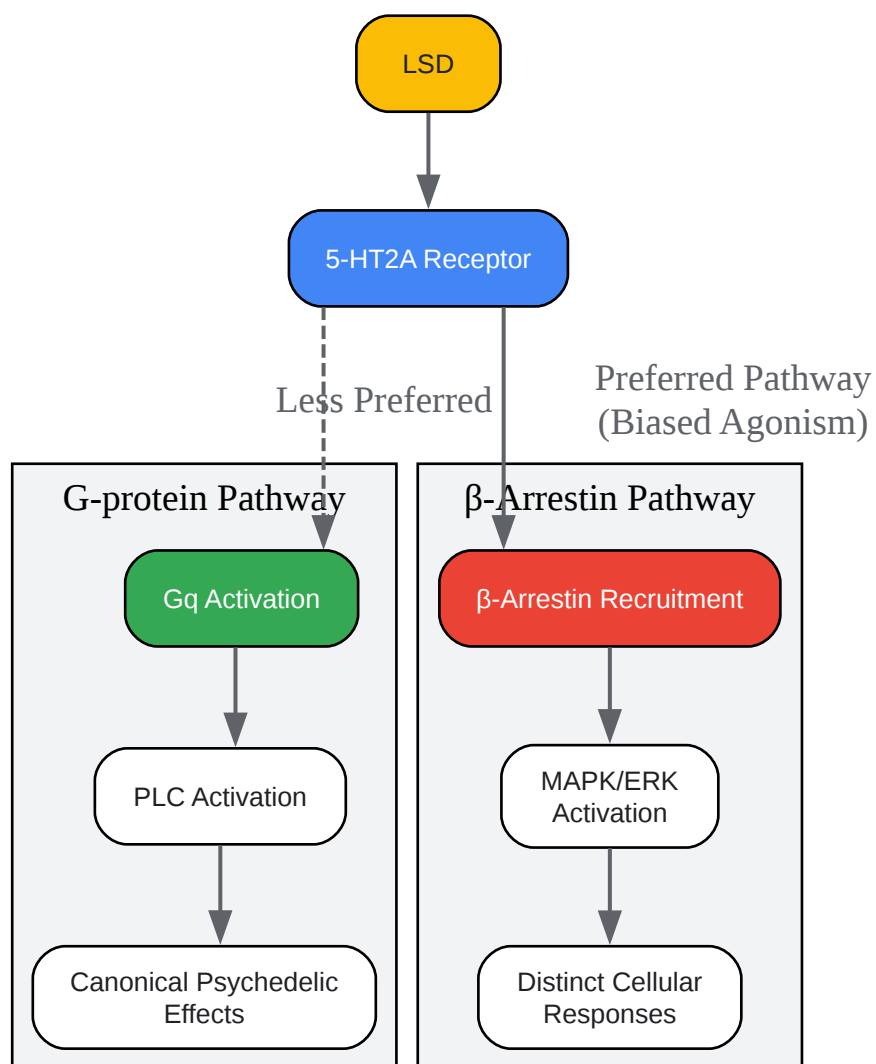 LSD
5-HT2A Receptor
Less Preferred
Preferred Pathway
(Biased Agonism)
G-protein Pathway
Gq Activation
PLC Activation
Canonical Psychedelic
Effects
β-Arrestin Pathway
β-Arrestin Recruitment
MAPK/ERK
Activation
Distinct Cellular
Responses